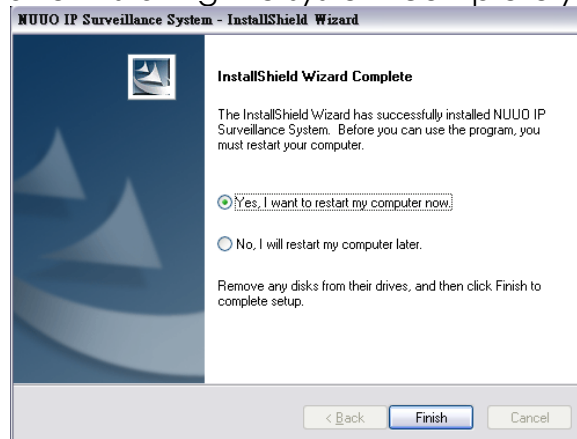 NUUO IP Surveillance System - InstallShield Wizard
InstallShield Wizard Complete
The InstallShield Wizard has successfully installed NUUO IP
Surveillance System. Before you can use the program, you
must restart your computer.
Yes, I want to restart my computer now.
No, I will restart my computer later.
Remove any disks from their drives, and then click Finish to
complete setup.
< Back Finish Cancel